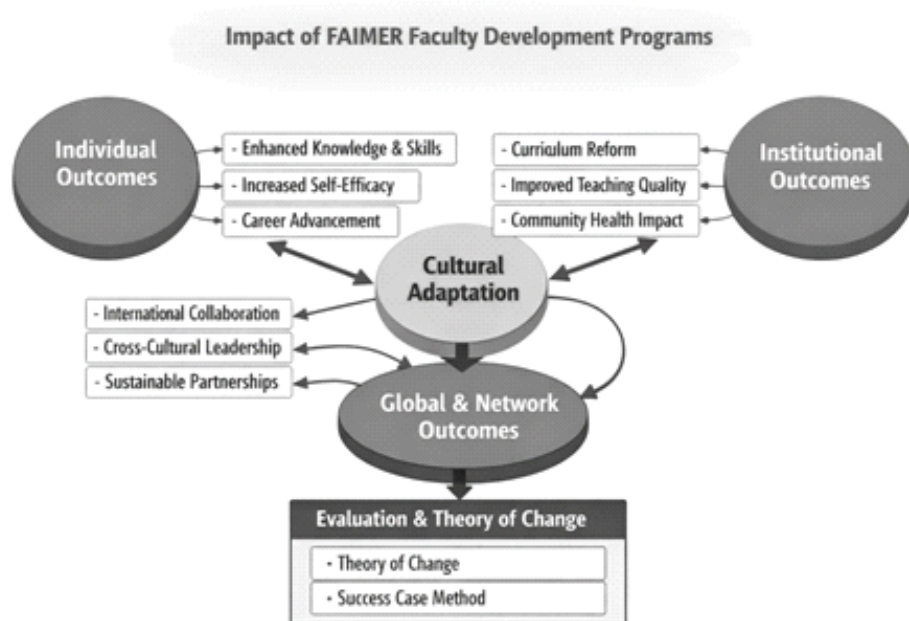 Impact of FAIMER Faculty Development Programs
Individual
Outcomes
- Enhanced Knowledge & Skills
- Increased Self-Efficacy
- Career Advancement
- Curriculum Reform
- Improved Teaching Quality
- Community Health Impact
Institutional
Outcomes
Cultural
Adaptation
- International Collaboration
- Cross-Cultural Leadership
- Sustainable Partnerships
Global & Network
Outcomes
Evaluation & Theory of Change
- Theory of Change
- Success Case Method